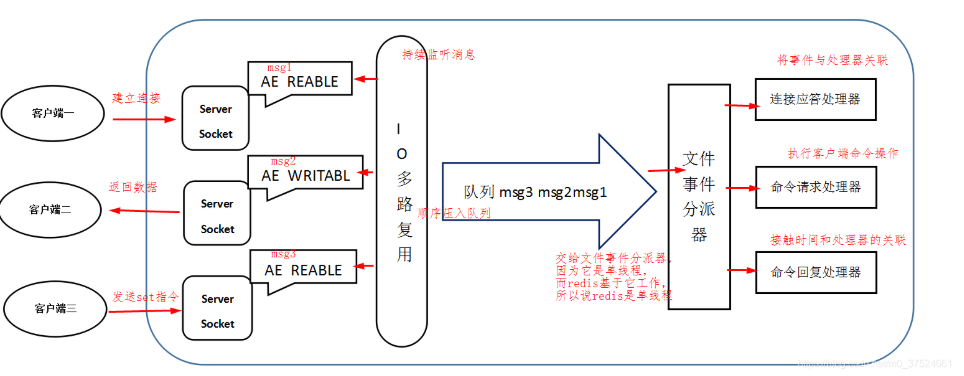 持续监听消息
msg1
AE REABLE
将事件与处理器关联
建立连接
客户端一
Server
Socket
连接应答处理器
msg2
AE WRITABL
执行客户端命令操作
返回数据
客户端二
Server
Socket
IO多路复用
队列 msg3 msg2msg1
顺序压入队列
文件事件分派器
命令请求处理器
msg3
AE REABLE
接触时间和处理器的关联
发送set指令
客户端三
Server
Socket
交给文件事件分派器,
因为它是单线程,
而redis基于它工作,
所以说redis是单线程
命令回复处理器